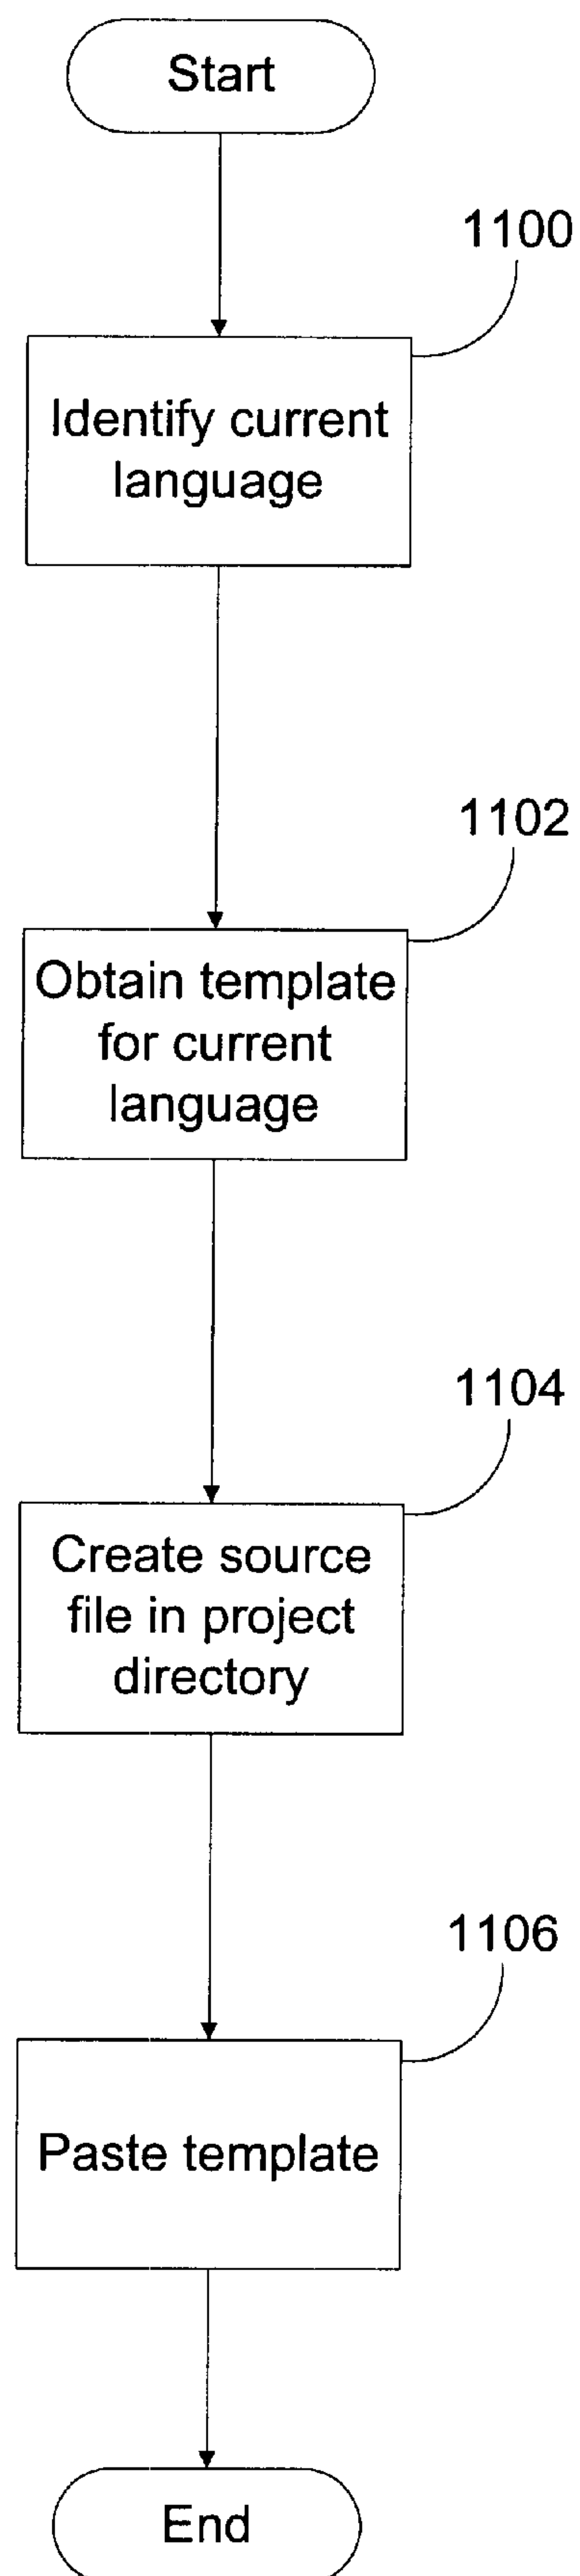 Start
1100
Identify current
language
1102
Obtain template
for current
language
1104
Create source
file in project
directory
1106
Paste template
End